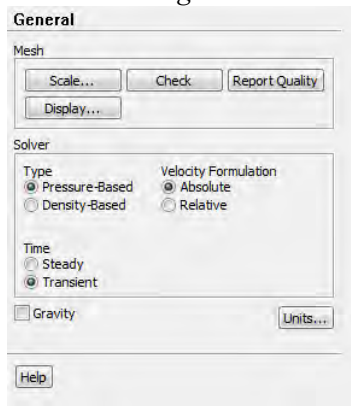 General
Mesh
Scale... Check Report Quality
Display...
Solver
Type Velocity Formulation
Pressure-Based Absolute
Density-Based Relative
Time
Steady
Transient
Gravity Units...
Help